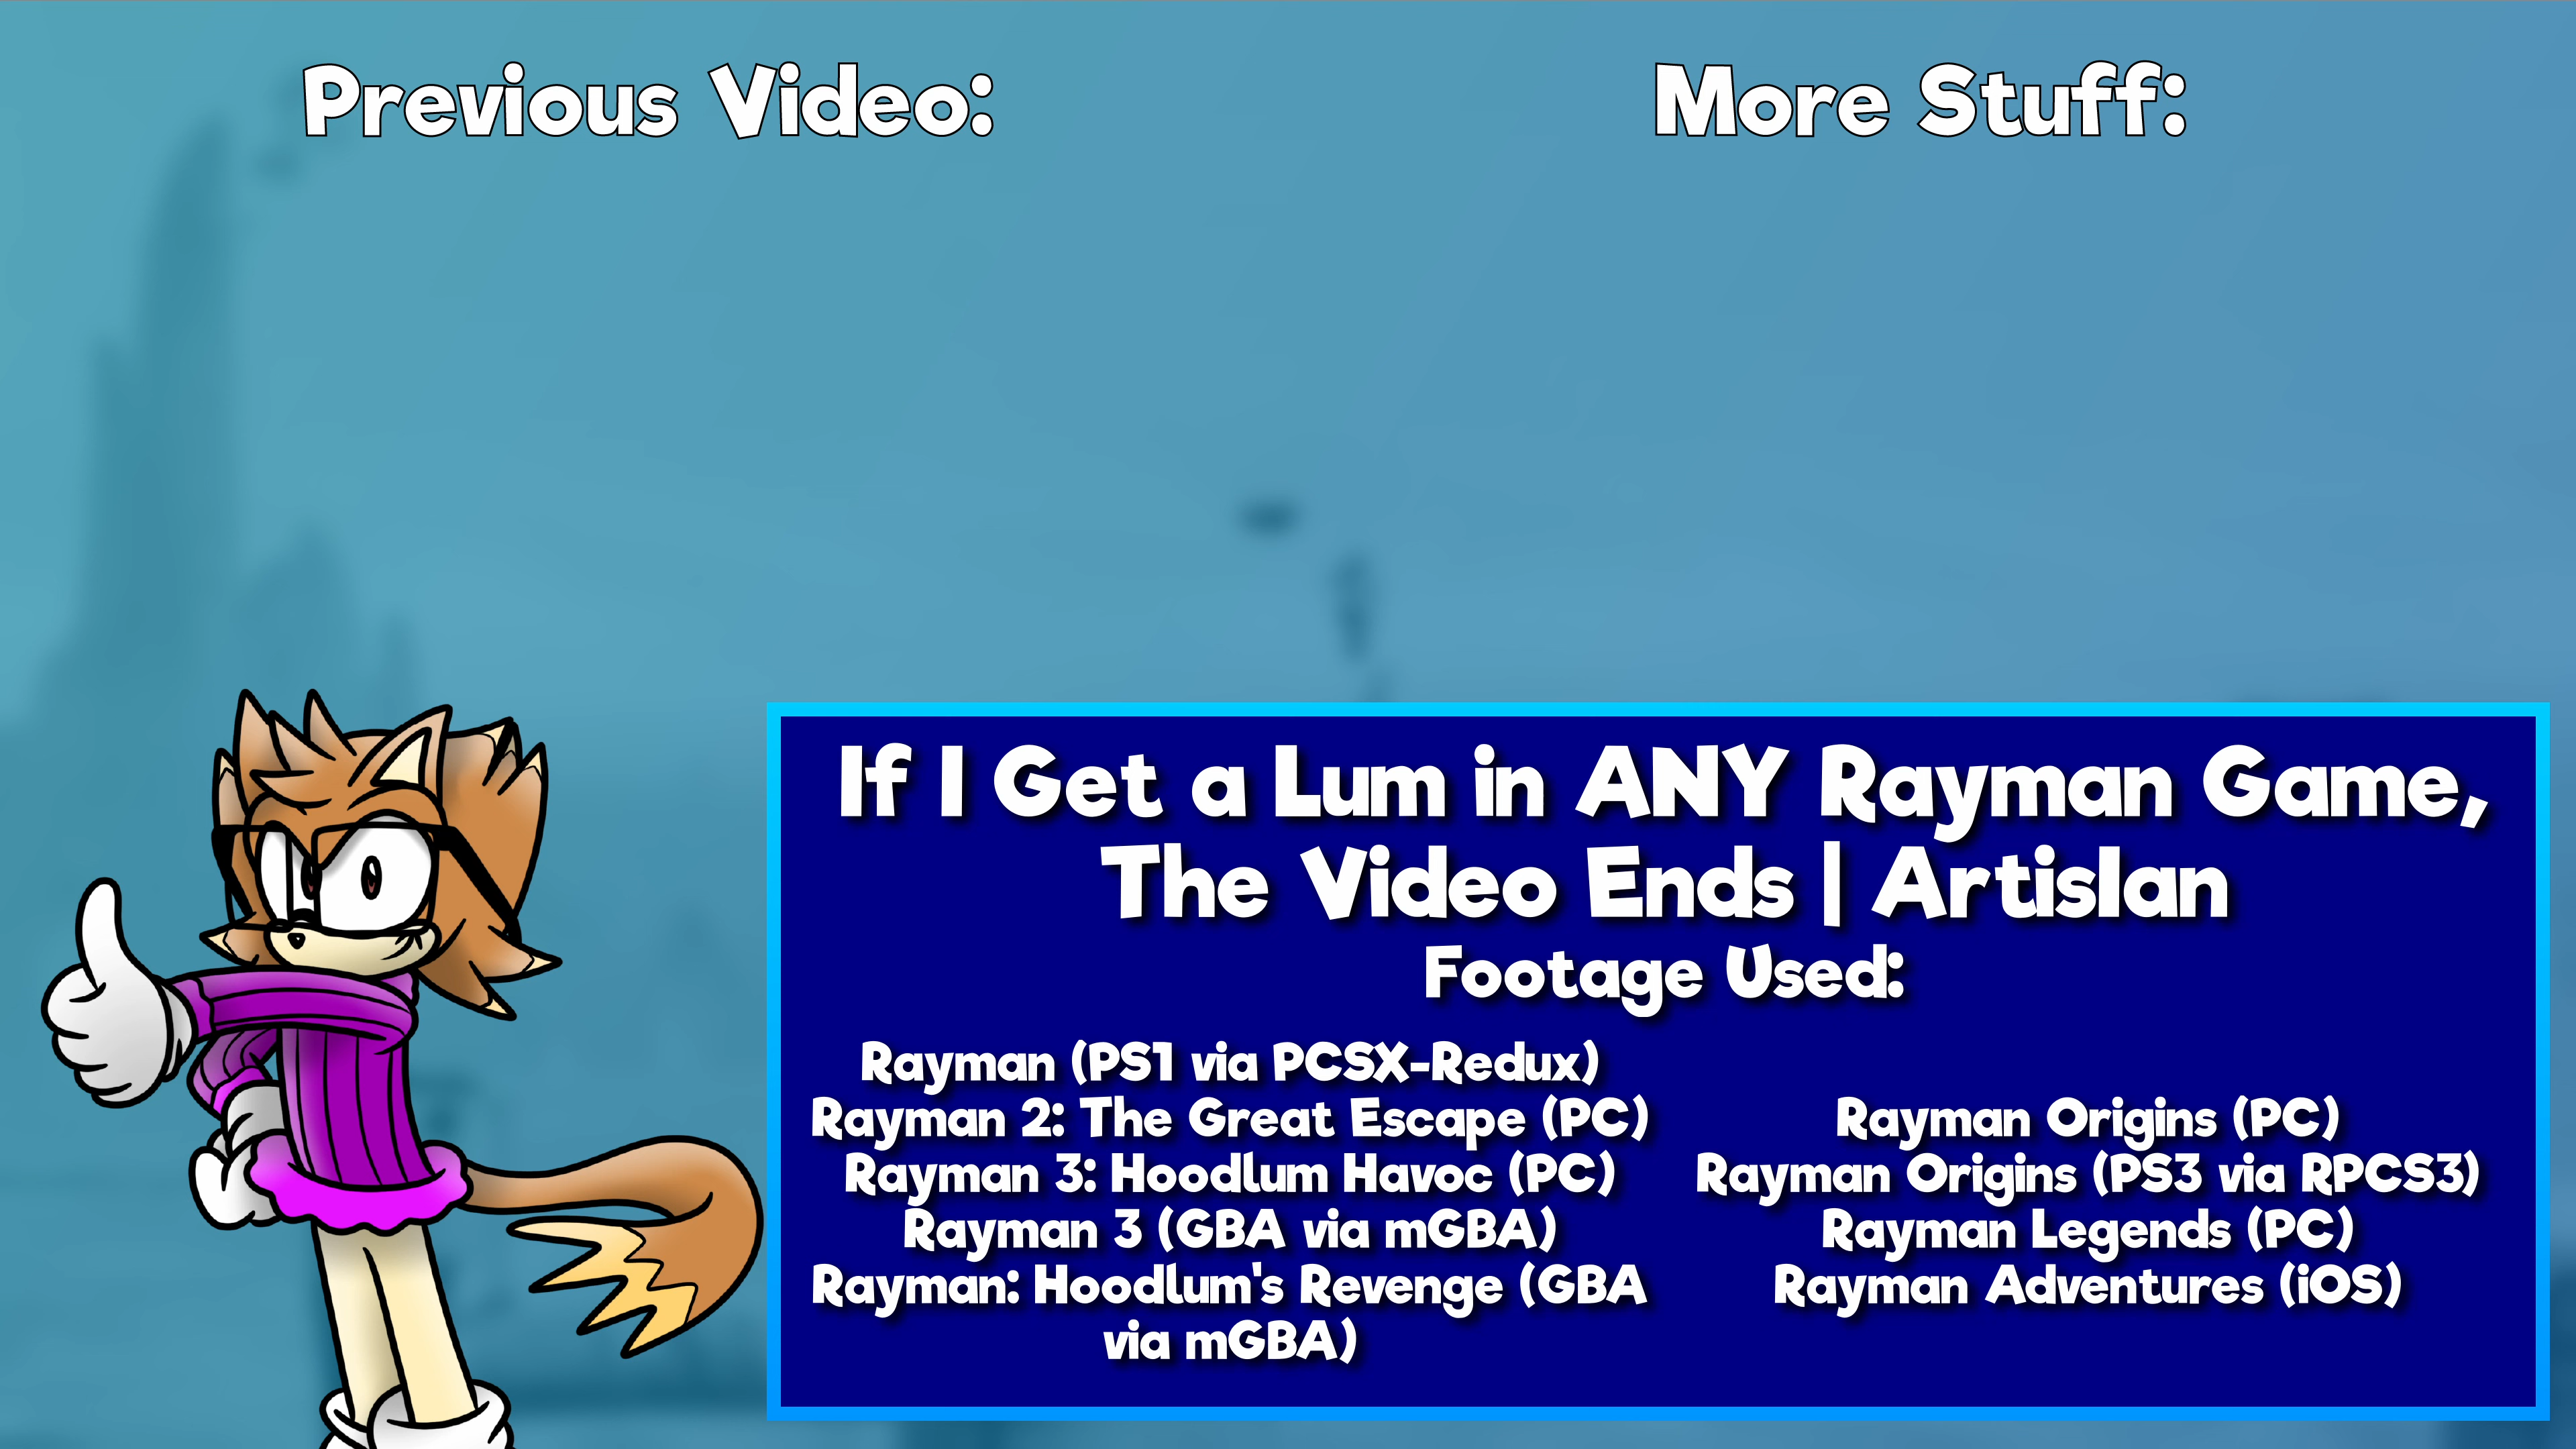 Previous Video:
More Stuff:
If I Get a Lum in ANY Rayman Game,
The Video Ends | Artislan
Footage Used:
Rayman (PS1 via PCSX-Redux)
Rayman 2: The Great Escape (PC)
Rayman 3: Hoodlum Havoc (PC)
Rayman 3 (GBA via mGBA)
Rayman: Hoodlum's Revenge (GBA
via mGBA)
Rayman Origins (PC)
Rayman Origins (PS3 via RPCS3)
Rayman Legends (PC)
Rayman Adventures (iOS)